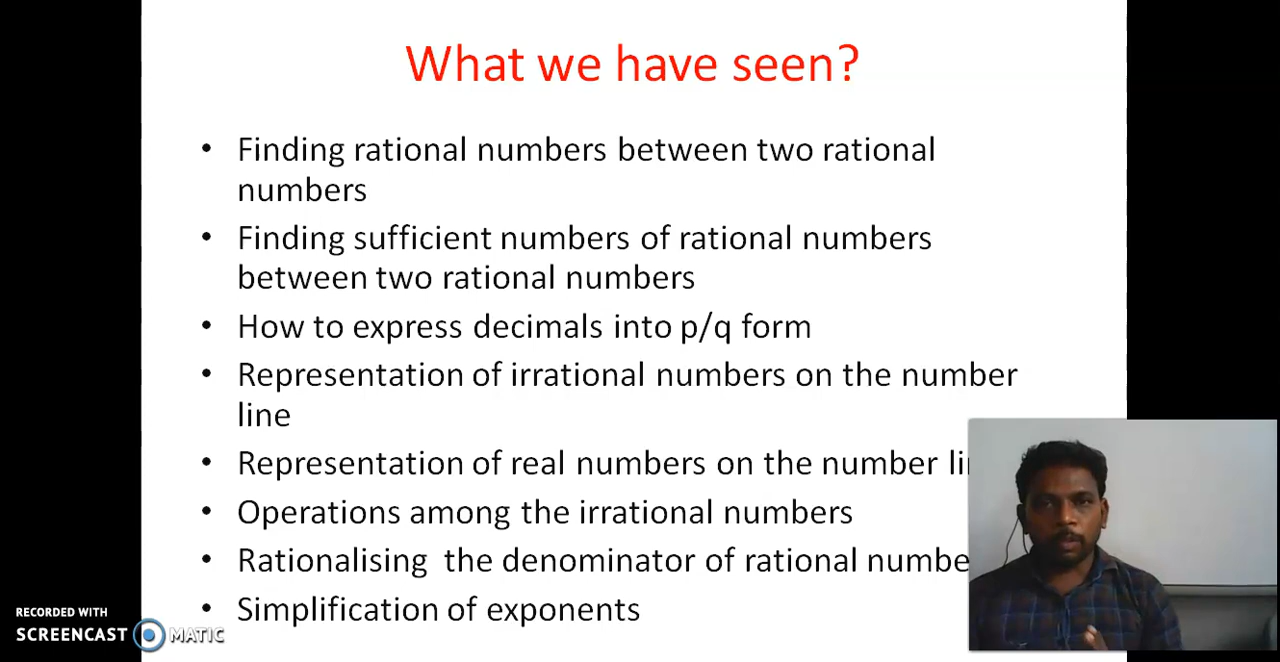 What we have seen?
• Finding rational numbers between two rational
numbers
• Finding sufficient numbers of rational numbers
between two rational numbers
• How to express decimals into p/q form
• Representation of irrational numbers on the number
line
• Representation of real numbers on the number
• Operations among the irrational numbers
• Rationalising the denominator of rational
• Simplification of exponents
RECORDED WITH
SCREENCAST MATIC